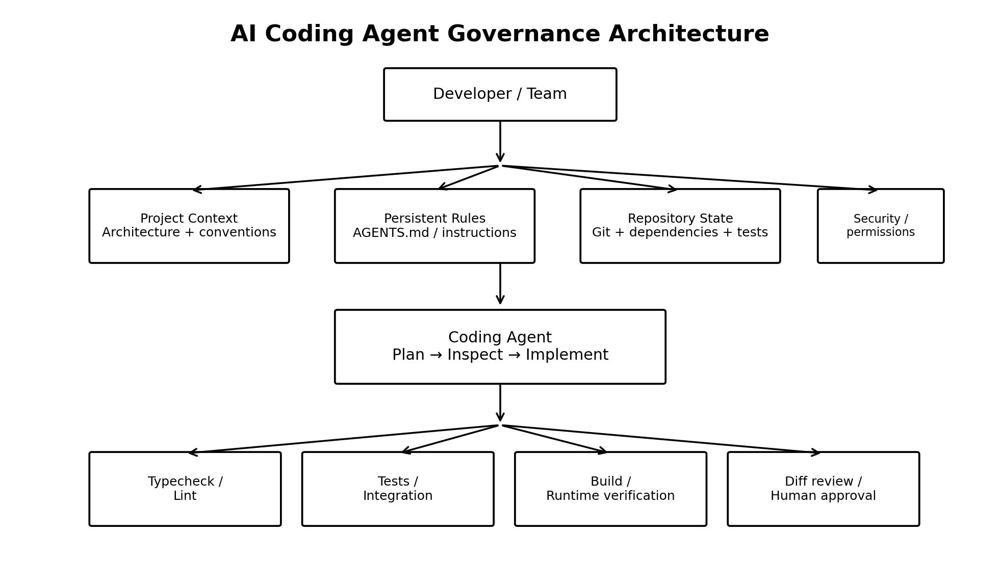 AI Coding Agent Governance Architecture
Developer / Team
Project Context
Architecture + conventions
Persistent Rules
AGENTS.md / instructions
Repository State
Git + dependencies + tests
Security /
permissions
Coding Agent
Plan → Inspect → Implement
Typecheck /
Lint
Tests /
Integration
Build /
Runtime verification
Diff review /
Human approval